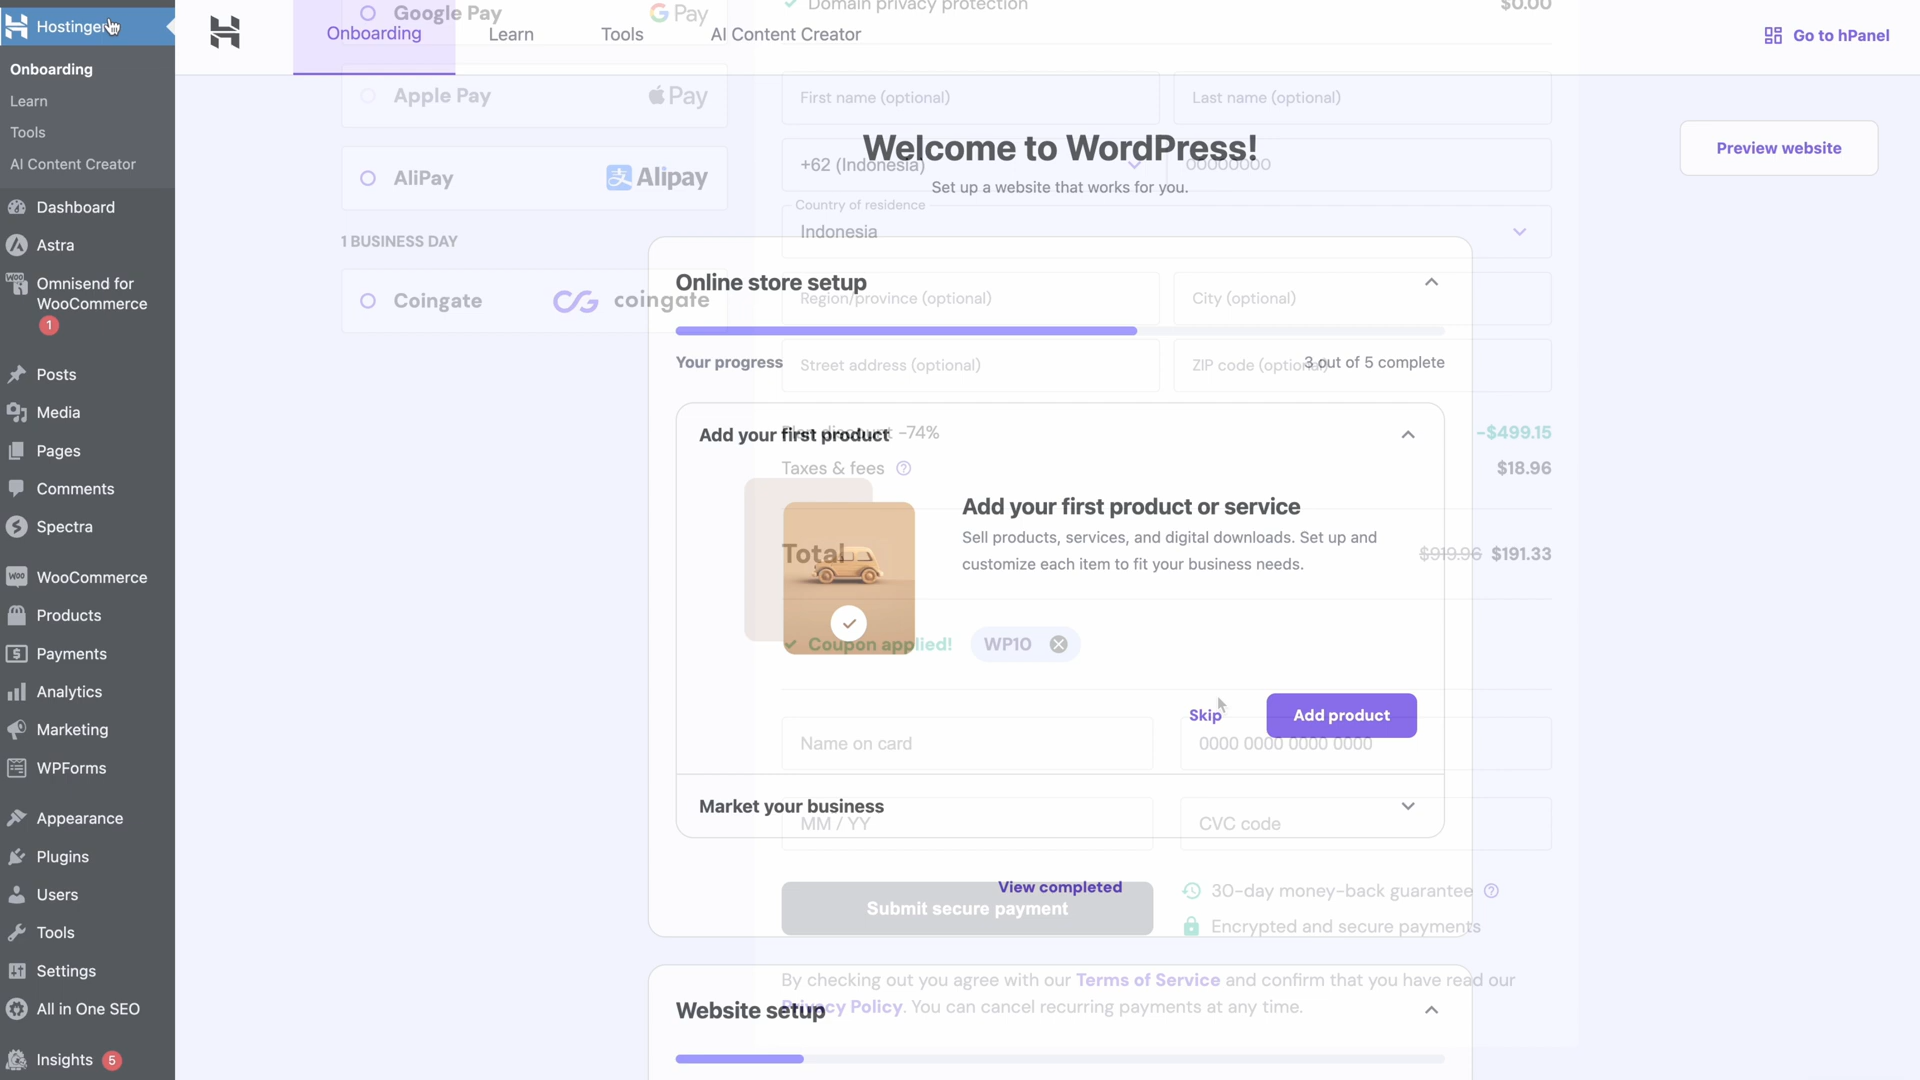 Hostinger
Onboarding
Learn
Tools
AI Content Creator
Dashboard
Astra
Omnisend for
WooCommerce
1
Posts
Media
Pages
Comments
Spectra
WooCommerce
Products
Payments
Analytics
Marketing
WPForms
Appearance
Plugins
Users
Tools
Settings
All in One SEO
Insights 5
Onboarding
Learn
Tools
AI Content Creator
Go to hPanel
Google Pay
G Pay
Apple Pay
Pay
AliPay
支 Alipay
1 BUSINESS DAY
Coingate
coingate
Domain privacy protection
$0.00
First name (optional)
Last name (optional)
Welcome to WordPress!
Preview website
+62 (Indonesia)
00000000
Set up a website that works for you.
Country of residence
Indonesia
Online store setup
Region/province (optional)
City (optional)
Your progress
3 out of 5 complete
Street address (optional)
ZIP code (optional)
Add your first product
-74%
-$499.15
Taxes & fees
$18.96
Add your first product or service
Sell products, services, and digital downloads. Set up and
customize each item to fit your business needs.
Total
$919.96 $191.33
Coupon applied!
WP10
Skip
Add product
Name on card
0000 0000 0000 0000
Market your business
MM / YY
CVC code
View completed
Submit secure payment
30-day money-back guarantee
Encrypted and secure payments
By checking out you agree with our Terms of Service and confirm that you have read our
Privacy Policy. You can cancel recurring payments at any time.
Website setup